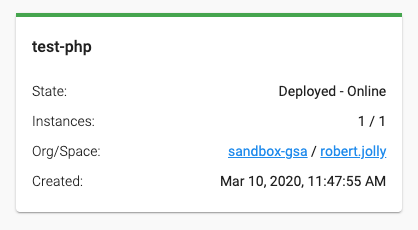 test-php
State: Deployed - Online
Instances: 1 / 1
Org/Space: sandbox-gsa / robert.jolly
Created: Mar 10, 2020, 11:47:55 AM